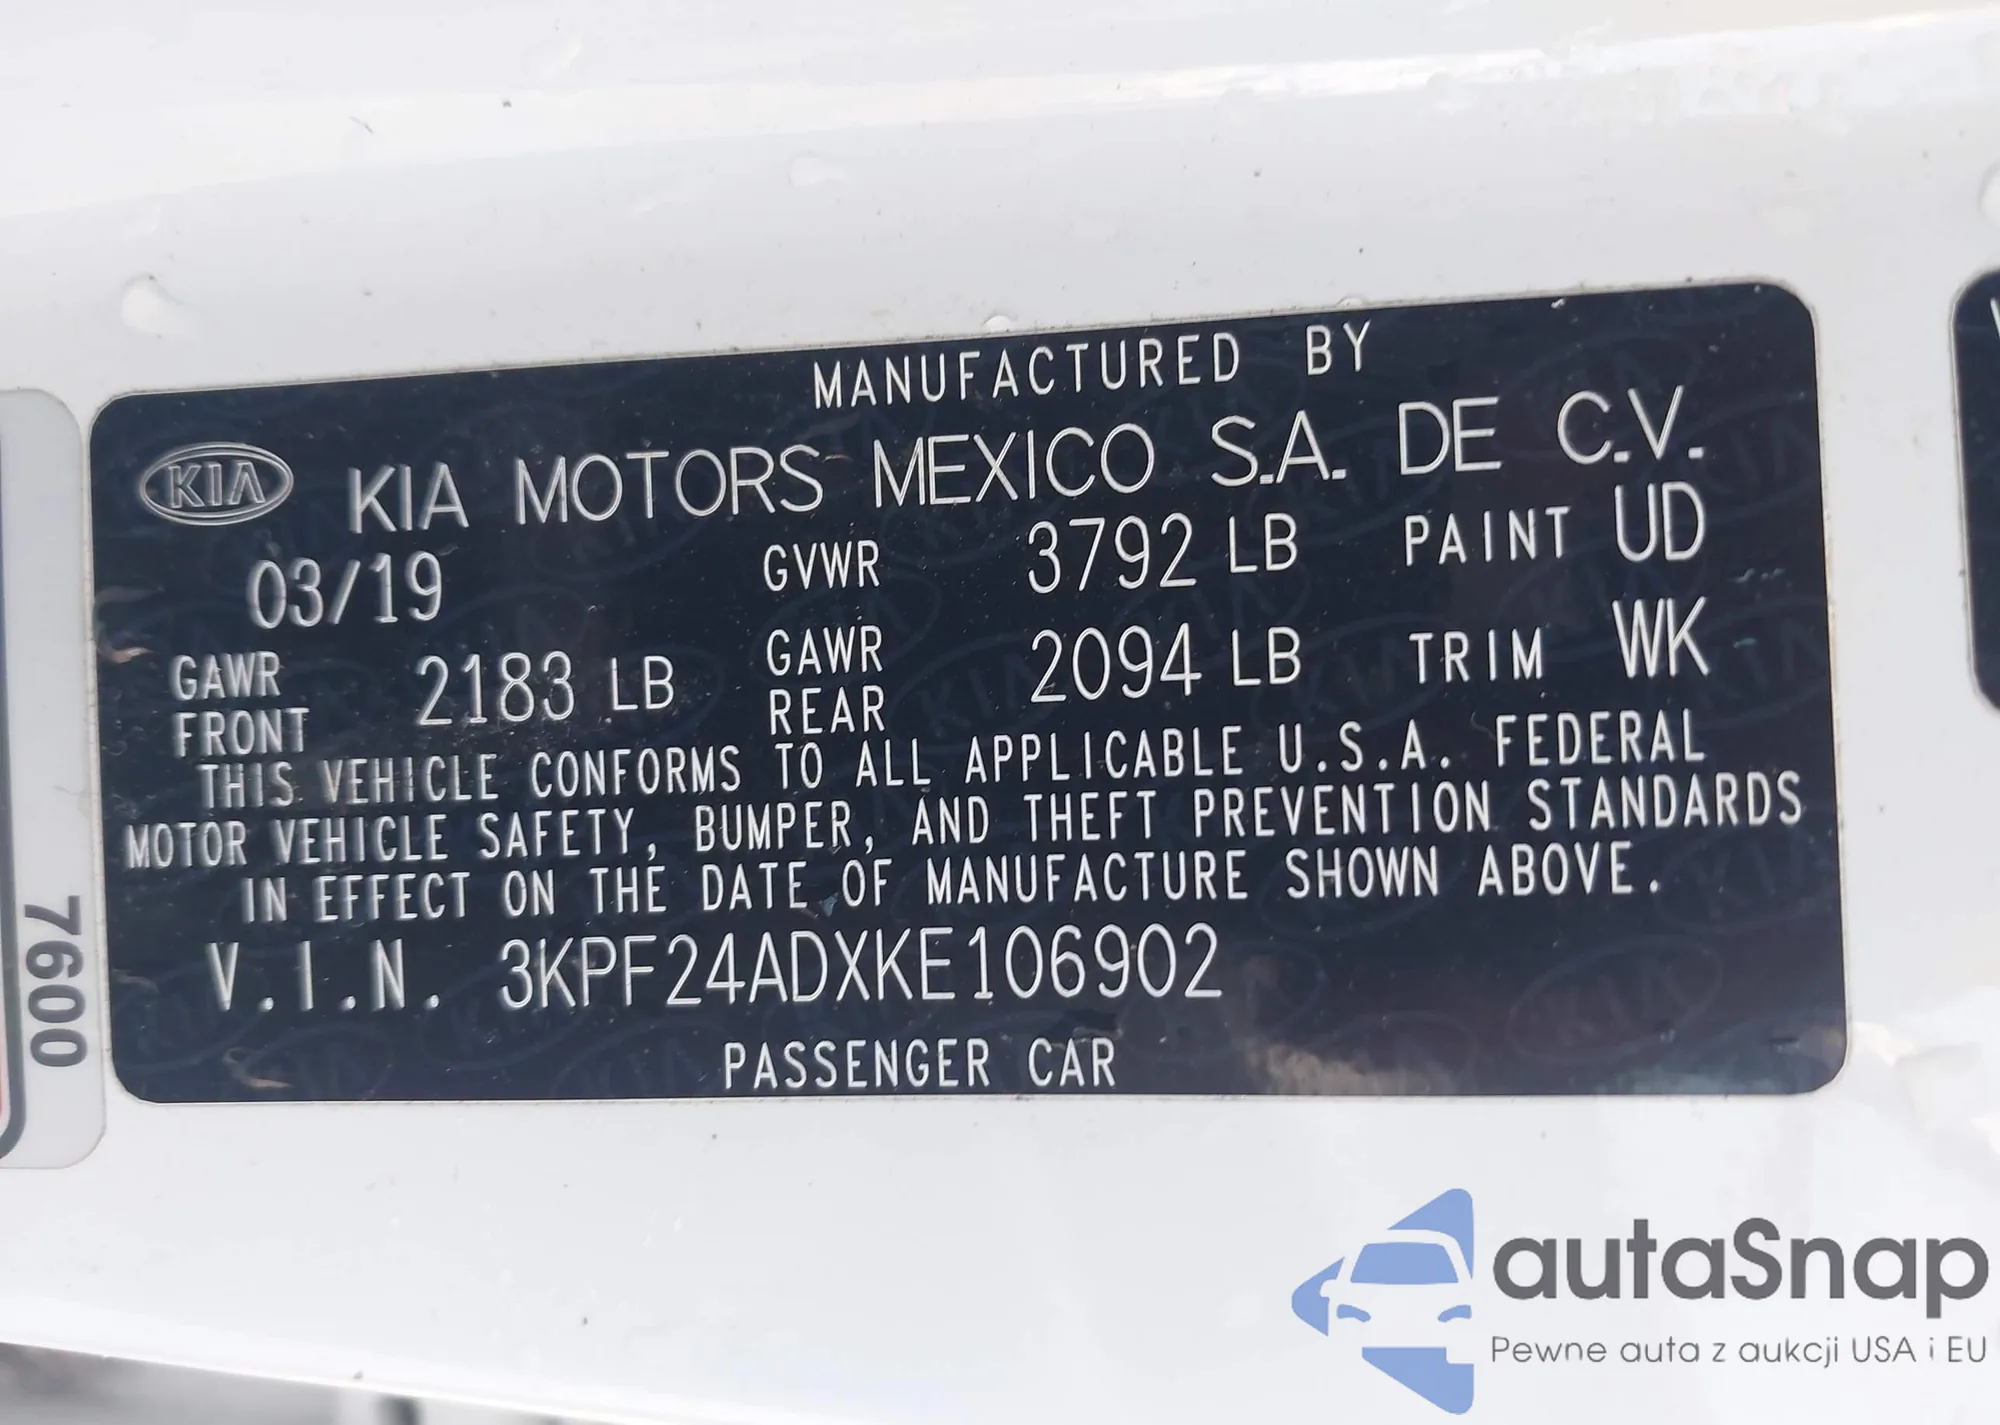 MANUFACTURED BY
KIA KIA MOTORS MEXICO S.A. DE C.V.
03/19 GVWR 3792 LB PAINT UD
GAWR FRONT 2183 LB GAWR REAR 2094 LB TRIM WK
THIS VEHICLE CONFORMS TO ALL APPLICABLE U.S.A. FEDERAL
MOTOR VEHICLE SAFETY, BUMPER, AND THEFT PREVENTION STANDARDS
IN EFFECT ON THE DATE OF MANUFACTURE SHOWN ABOVE.
V.I.N. 3KPF24ADXKE106902
PASSENGER CAR
7600
autaSnap
Pewne auta z aukcji USA i EU